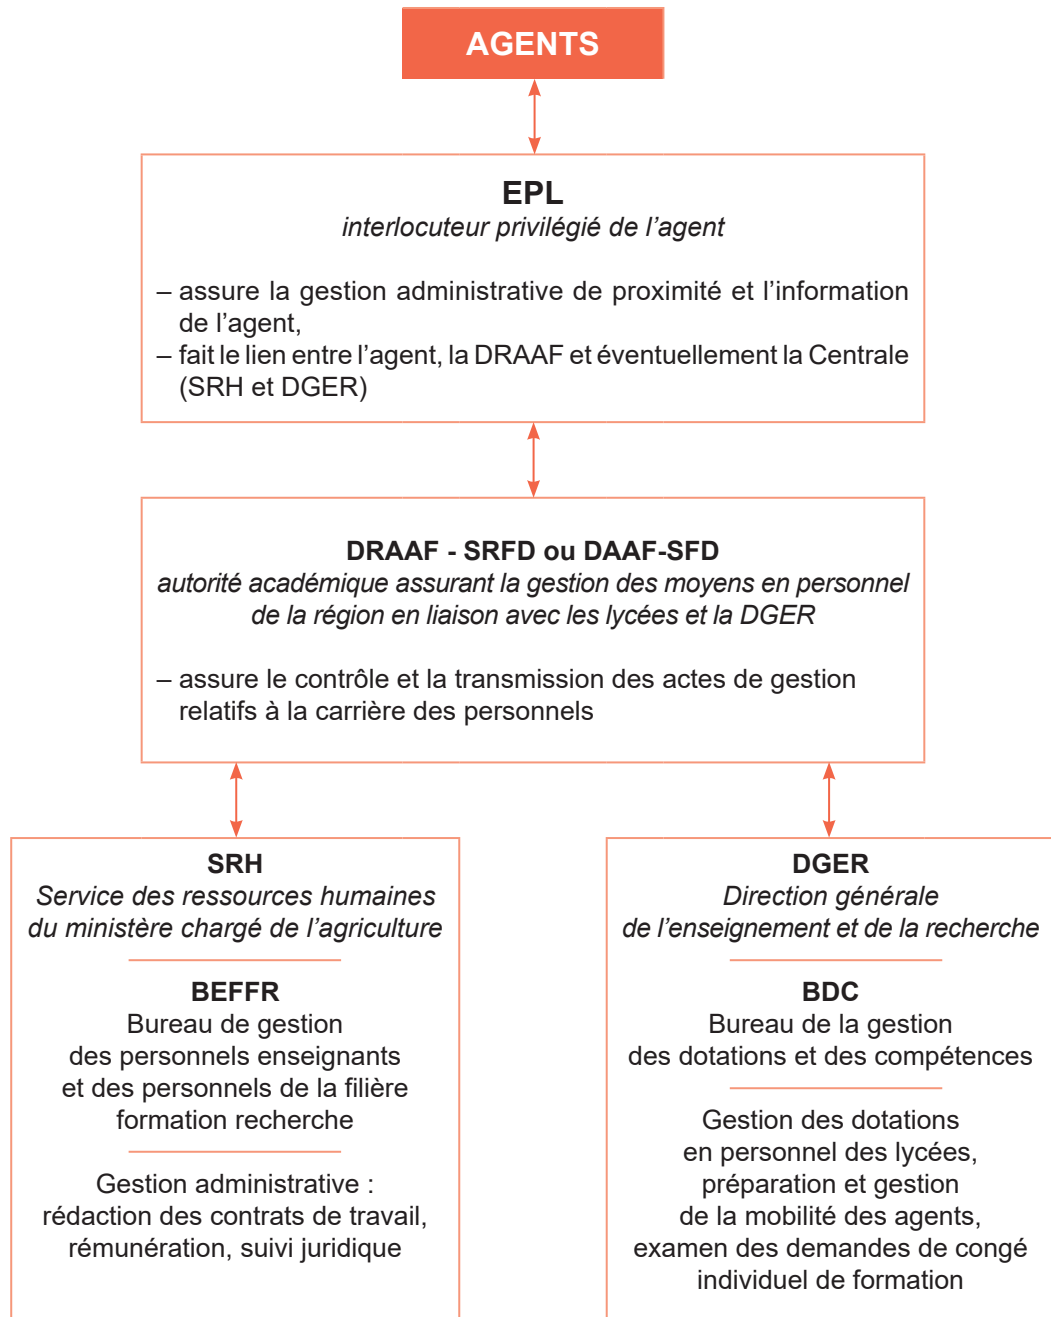 AGENTS
EPL
interlocuteur privilégié de l’agent
– assure la gestion administrative de proximité et l’information
de l’agent,
– fait le lien entre l’agent, la DRAAF et éventuellement la Centrale
(SRH et DGER)
DRAAF - SRFD ou DAAF-SFD
autorité académique assurant la gestion des moyens en personnel
de la région en liaison avec les lycées et la DGER
– assure le contrôle et la transmission des actes de gestion
relatifs à la carrière des personnels
SRH
Service des ressources humaines
du ministère chargé de l’agriculture
BEFFR
Bureau de gestion
des personnels enseignants
et des personnels de la filière
formation recherche
Gestion administrative :
rédaction des contrats de travail,
rémunération, suivi juridique
DGER
Direction générale
de l’enseignement et de la recherche
BDC
Bureau de la gestion
des dotations et des compétences
Gestion des dotations
en personnel des lycées,
préparation et gestion
de la mobilité des agents,
examen des demandes de congé
individuel de formation